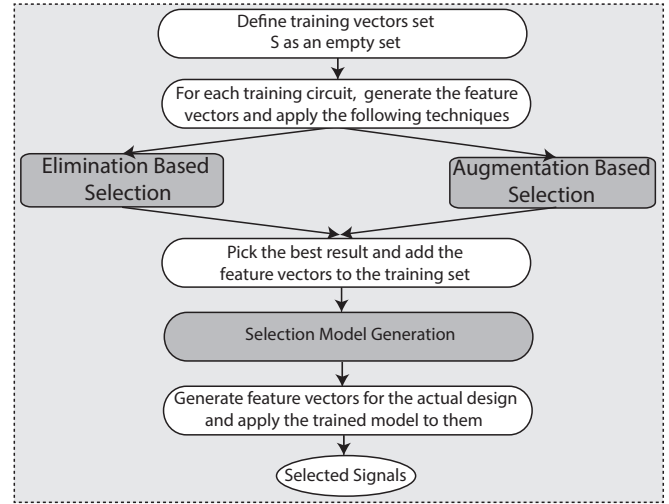 Define training vectors set
S as an empty set
For each training circuit, generate the feature
vectors and apply the following techniques
Elimination Based
Selection
Augmentation Based
Selection
Pick the best result and add the
feature vectors to the training set
Selection Model Generation
Generate feature vectors for the actual design
and apply the trained model to them
Selected Signals